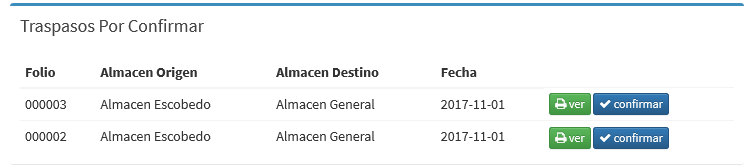 Traspasos Por Confirmar
Folio Almacen Origen Almacen Destino Fecha
000003 Almacen Escobedo Almacen General 2017-11-01 ver confirmar
000002 Almacen Escobedo Almacen General 2017-11-01 ver confirmar